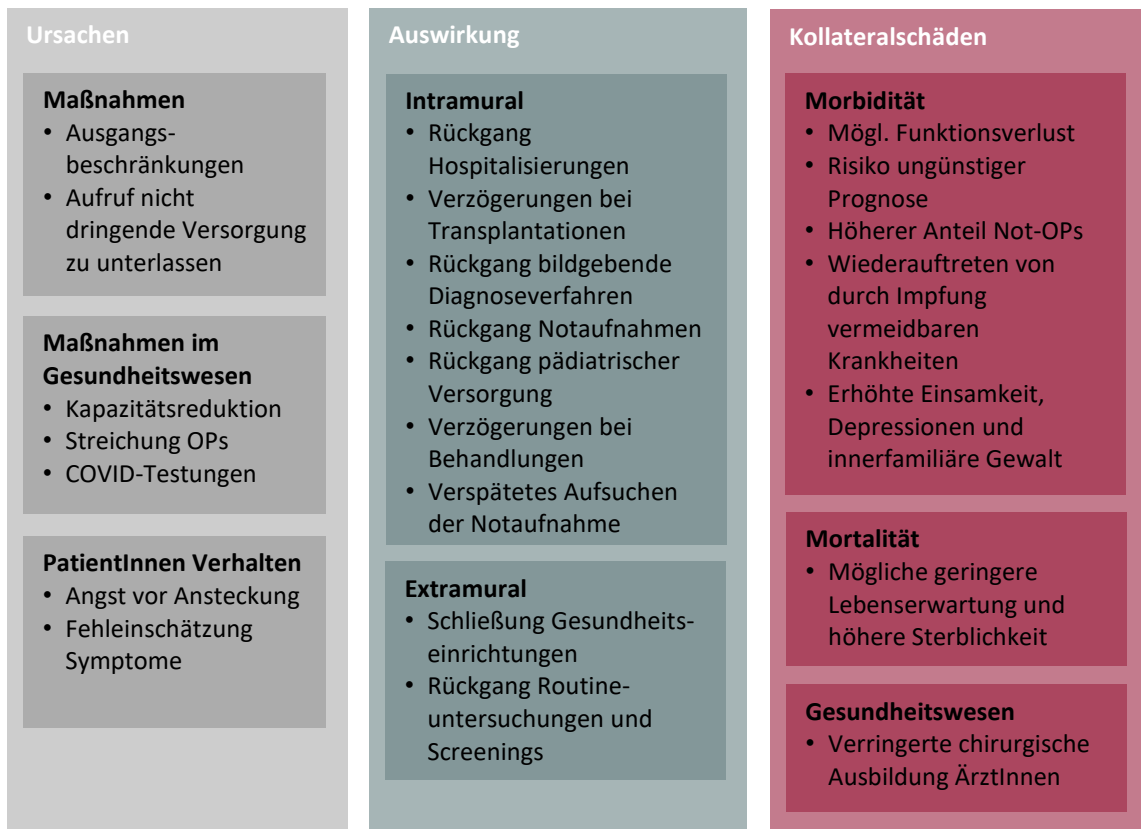 Ursachen
Maßnahmen
• Ausgangs-
beschränkungen
• Aufruf nicht
dringende Versorgung
zu unterlassen
Maßnahmen im
Gesundheitswesen
• Kapazitätsreduktion
• Streichung OPs
• COVID-Testungen
PatientInnen Verhalten
• Angst vor Ansteckung
• Fehleinschätzung
Symptome
Auswirkung
Intramural
• Rückgang
Hospitalisierungen
• Verzögerungen bei
Transplantationen
• Rückgang bildgebende
Diagnoseverfahren
• Rückgang Notaufnahmen
• Rückgang pädiatrischer
Versorgung
• Verzögerungen bei
Behandlungen
• Verspätetes Aufsuchen
der Notaufnahme
Extramural
• Schließung Gesundheits-
einrichtungen
• Rückgang Routine-
untersuchungen und
Screenings
Kollateralschäden
Morbidität
• Mögl. Funktionsverlust
• Risiko ungünstiger
Prognose
• Höherer Anteil Not-OPs
• Wiederauftreten von
durch Impfung
vermeidbaren
Krankheiten
• Erhöhte Einsamkeit,
Depressionen und
innerfamiliäre Gewalt
Mortalität
• Mögliche geringere
Lebenserwartung und
höhere Sterblichkeit
Gesundheitswesen
• Verringerte chirurgische
Ausbildung ÄrztInnen